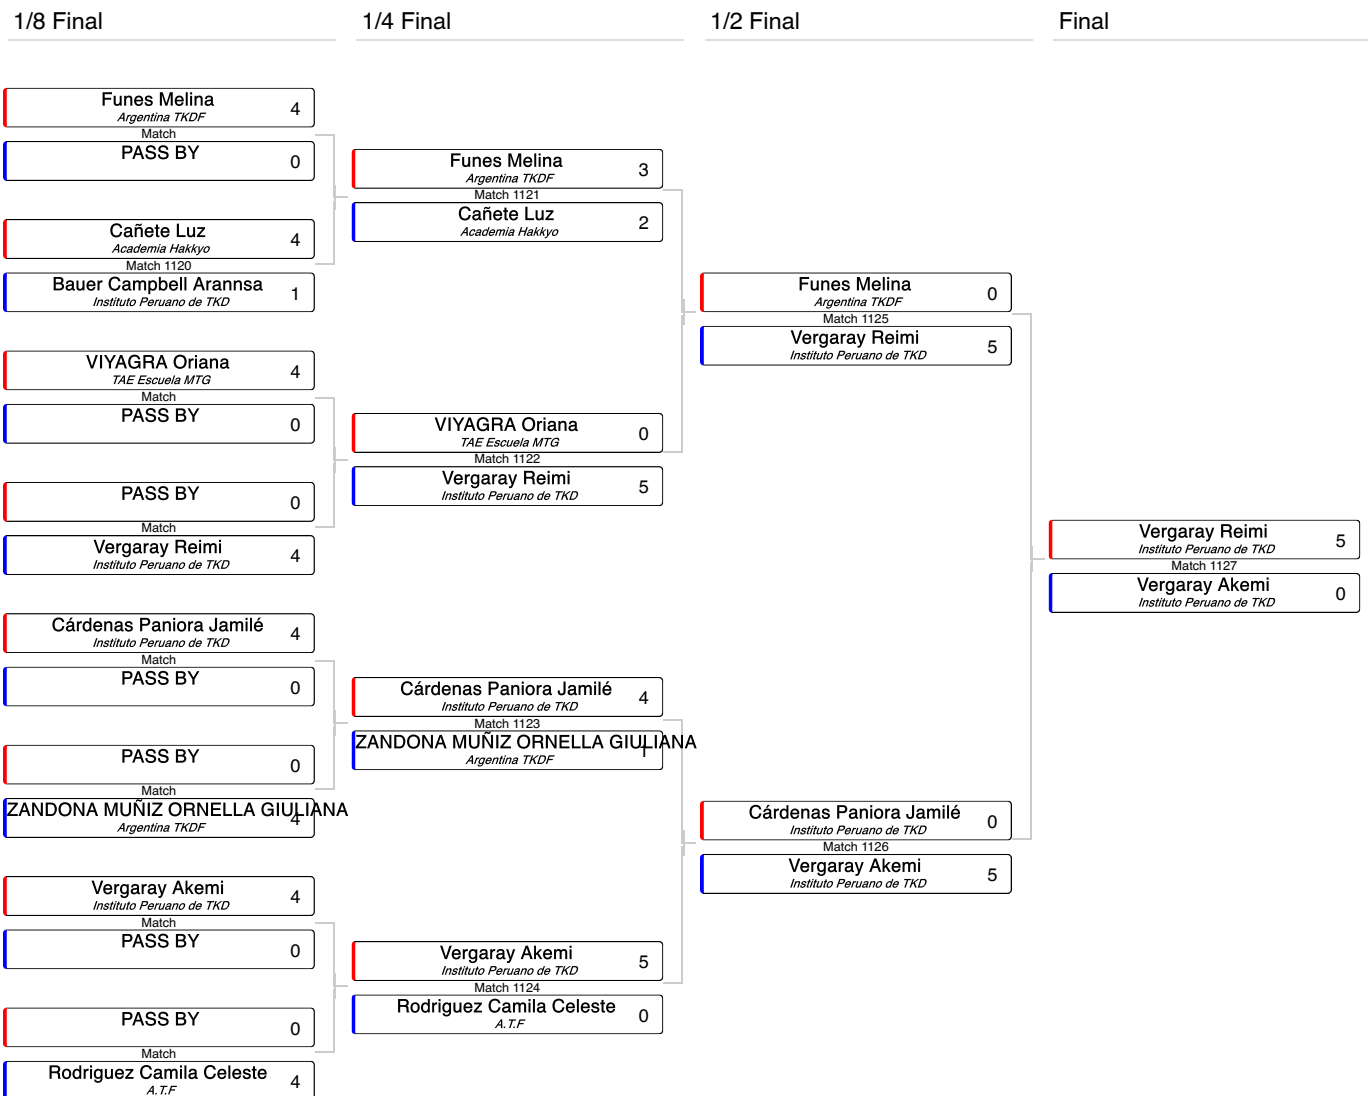 1/8 Final
1/4 Final
1/2 Final
Final
Funes Melina
4
Argentina TKDF
Match
PASS BY
0
Cañete Luz
4
Academia Hakkyo
Match 1120
Bauer Campbell Arannsa
1
Instituto Peruano de TKD
VIYAGRA Oriana
4
TAE Escuela MTG
Match
PASS BY
0
PASS BY
0
Match
Vergaray Reimi
4
Instituto Peruano de TKD
Cárdenas Paniora Jamilé
4
Instituto Peruano de TKD
Match
PASS BY
0
PASS BY
0
Match
ZANDONA MUÑIZ ORNELLA GIULIANA
4
Argentina TKDF
Vergaray Akemi
4
Instituto Peruano de TKD
Match
PASS BY
0
PASS BY
0
Match
Rodriguez Camila Celeste
4
A.T.F
Funes Melina
3
Argentina TKDF
Match 1121
Cañete Luz
2
Academia Hakkyo
VIYAGRA Oriana
0
TAE Escuela MTG
Match 1122
Vergaray Reimi
5
Instituto Peruano de TKD
Cárdenas Paniora Jamilé
4
Instituto Peruano de TKD
Match 1123
ZANDONA MUÑIZ ORNELLA GIULIANA
1
Argentina TKDF
Vergaray Akemi
5
Instituto Peruano de TKD
Match 1124
Rodriguez Camila Celeste
0
A.T.F
Funes Melina
0
Argentina TKDF
Match 1125
Vergaray Reimi
5
Instituto Peruano de TKD
Cárdenas Paniora Jamilé
0
Instituto Peruano de TKD
Match 1126
Vergaray Akemi
5
Instituto Peruano de TKD
Vergaray Reimi
5
Instituto Peruano de TKD
Match 1127
Vergaray Akemi
0
Instituto Peruano de TKD